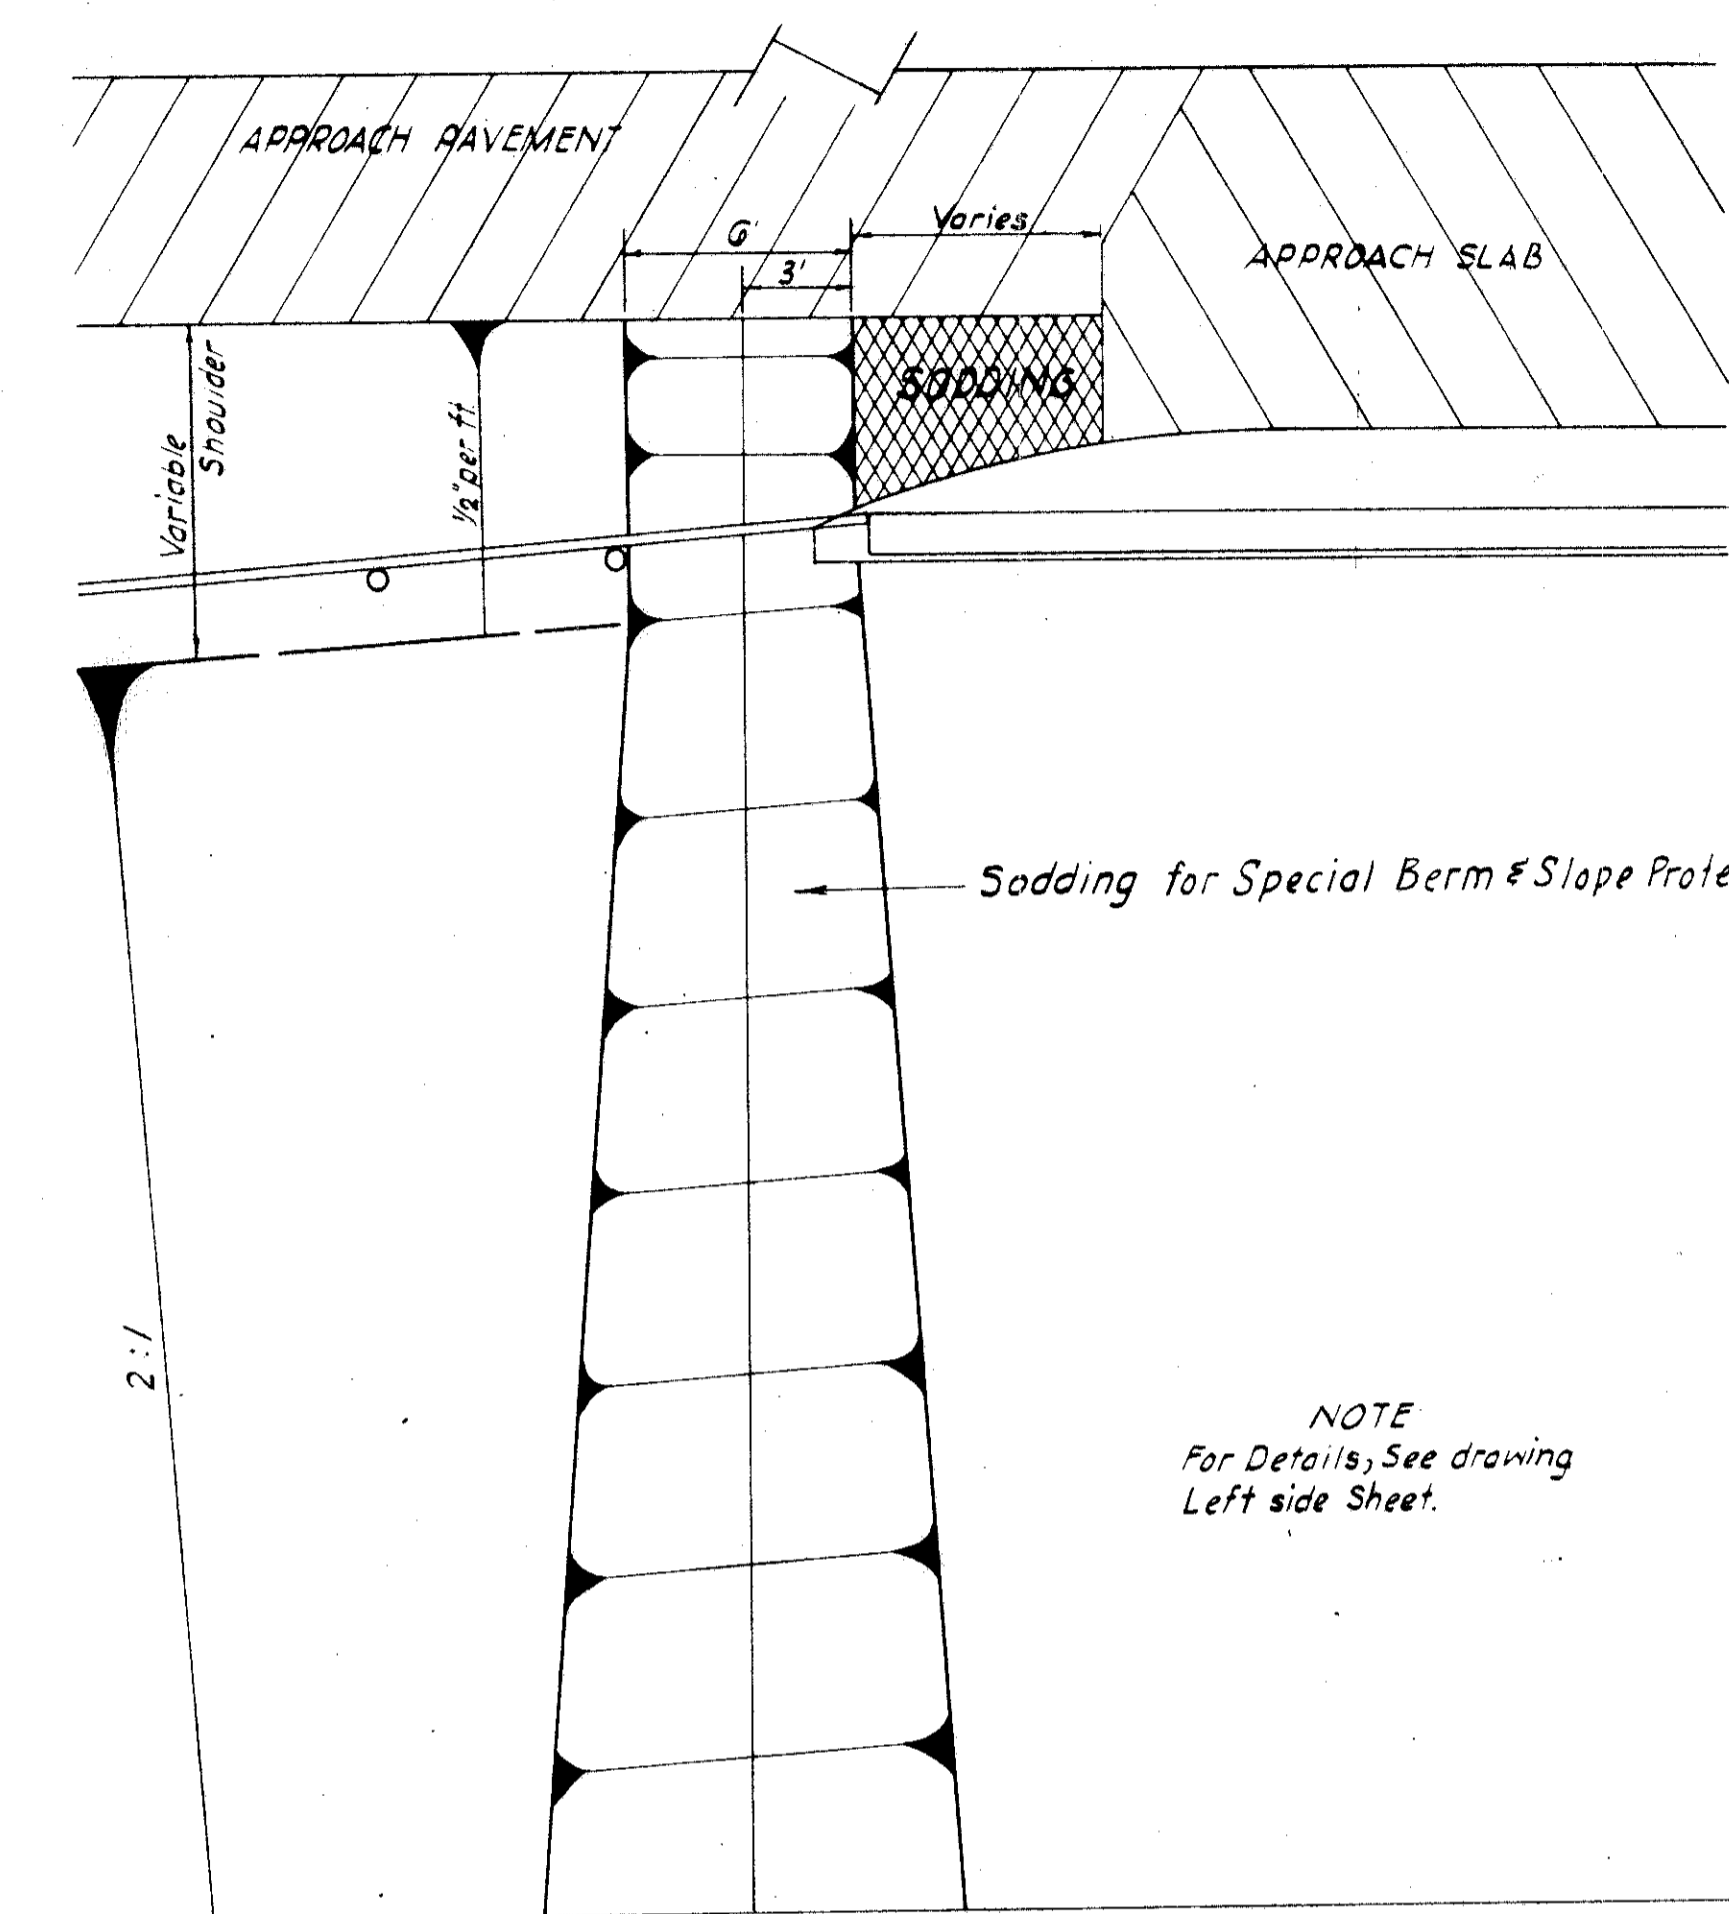 APPROACH PAVEMENT
6'
Varies
3'
APPROACH SLAB
Variable
Shoulder
1/2" per ft
SODDING
Sodding for Special Berm & Slope
2:1
NOTE
For Details, See drawing
Left side Sheet.